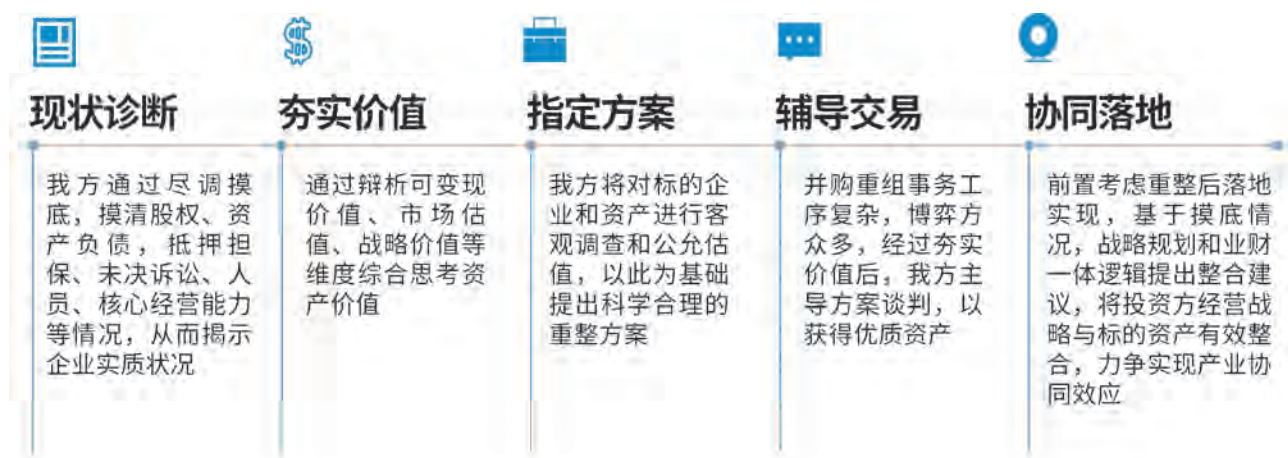 现状诊断
我方通过尽调摸
底，摸清股权、资
产负债，抵押担
保、未决诉讼、人
员、核心经营能力
等情况，从而揭示
企业实质状况
夯实价值
通过辩析可变现
价值、市场估
值、战略价值等
维度综合思考资
产价值
指定方案
我方将对标的企
业和资产进行客
观调查和公允估
值，以此为基础
提出科学合理的
重整方案
辅导交易
并购重组事务工
序复杂，博弈方
众多，经过夯实
价值后，我方主
导方案谈判，以
获得优质资产
协同落地
前置考虑重整后落地
实现，基于摸底情
况，战略规划和业财
一体逻辑提出整合建
议，将投资方经营战
略与标的资产有效整
合，力争实现产业协
同效应